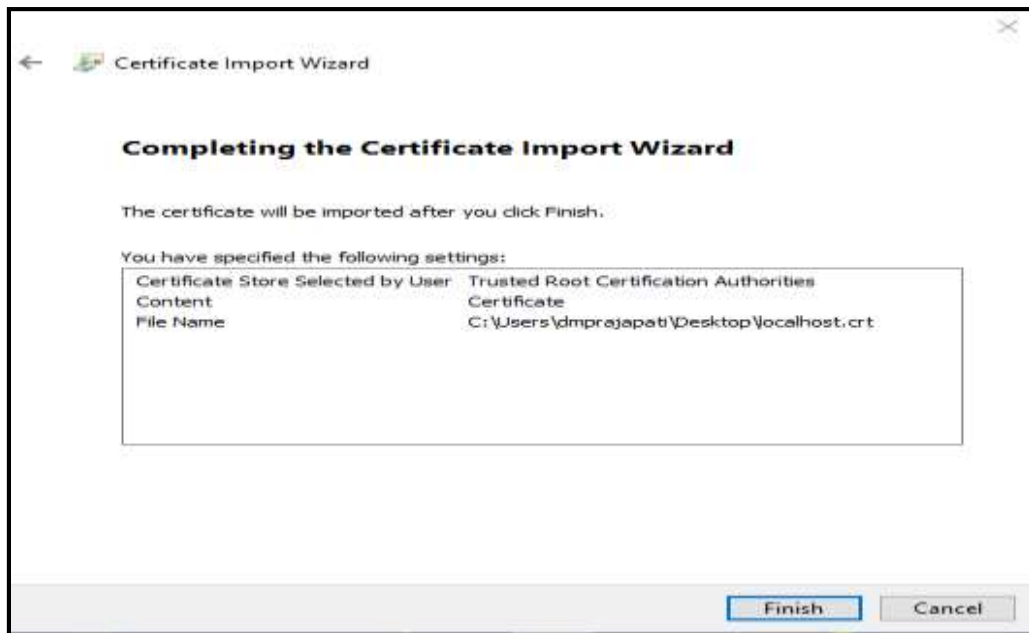 Certificate Import Wizard
Completing the Certificate Import Wizard
The certificate will be imported after you click Finish.
You have specified the following settings:
Certificate Store Selected by User Trusted Root Certification Authorities
Content Certificate
File Name C:\Users\dmprajapati\Desktop\localhost.crt
Finish Cancel